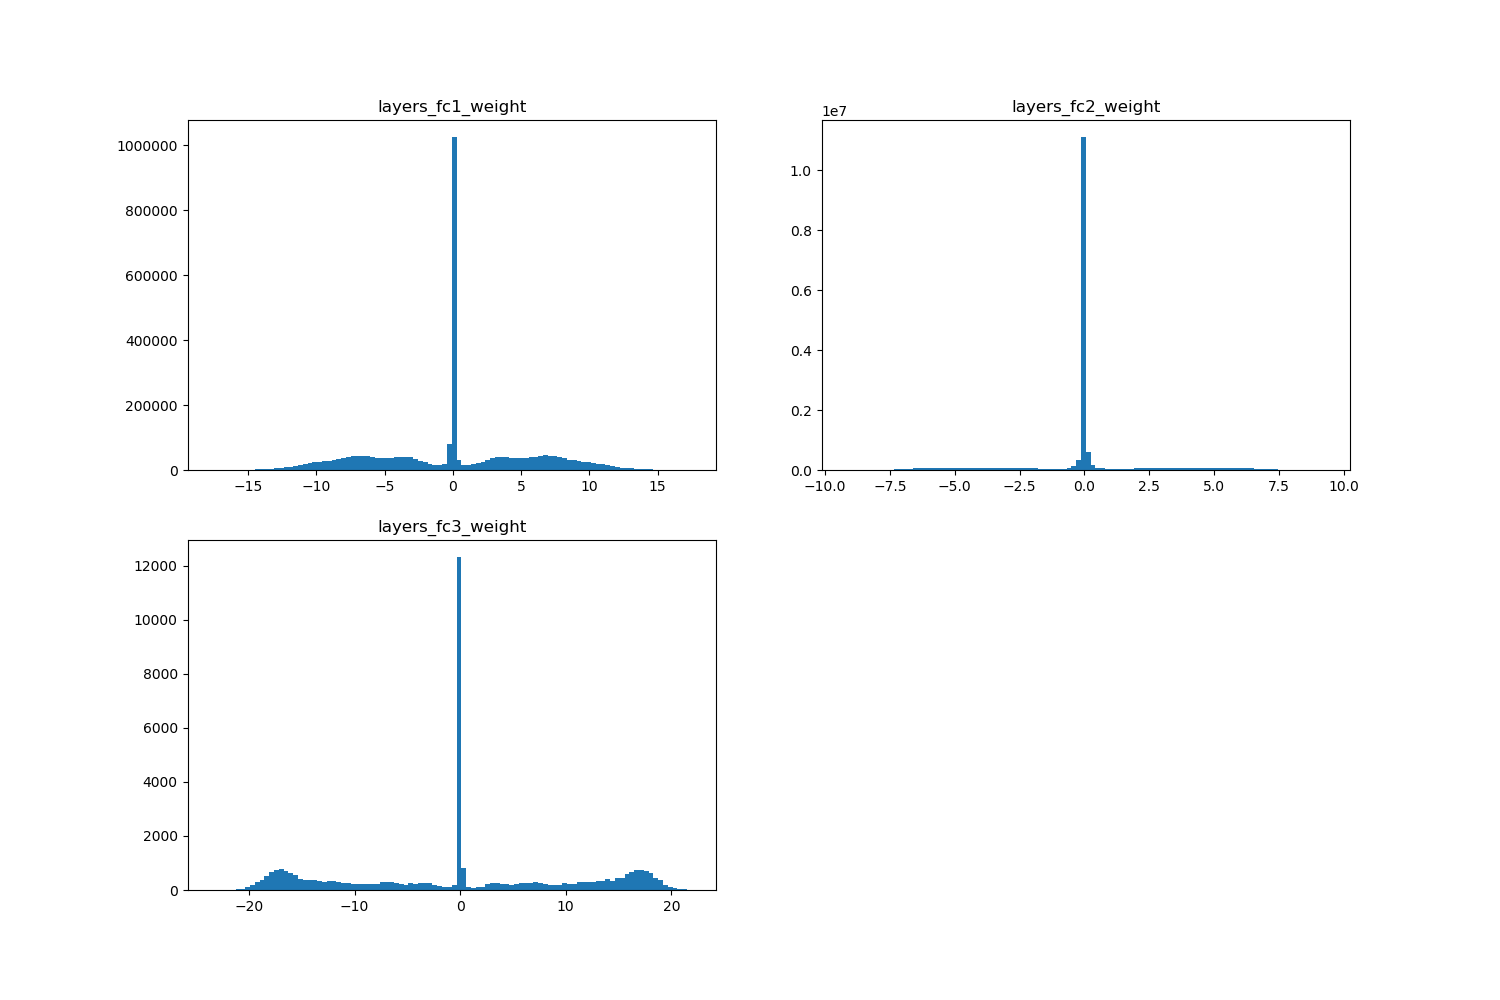 layers_fc1_weight
1000000
800000
600000
400000
200000
0
−15 −10 −5 0 5 10 15
layers_fc2_weight
1e7
1.0
0.8
0.6
0.4
0.2
0.0
−10.0 −7.5 −5.0 −2.5 0.0 2.5 5.0 7.5 10.0
layers_fc3_weight
12000
10000
8000
6000
4000
2000
0
−20 −10 0 10 20